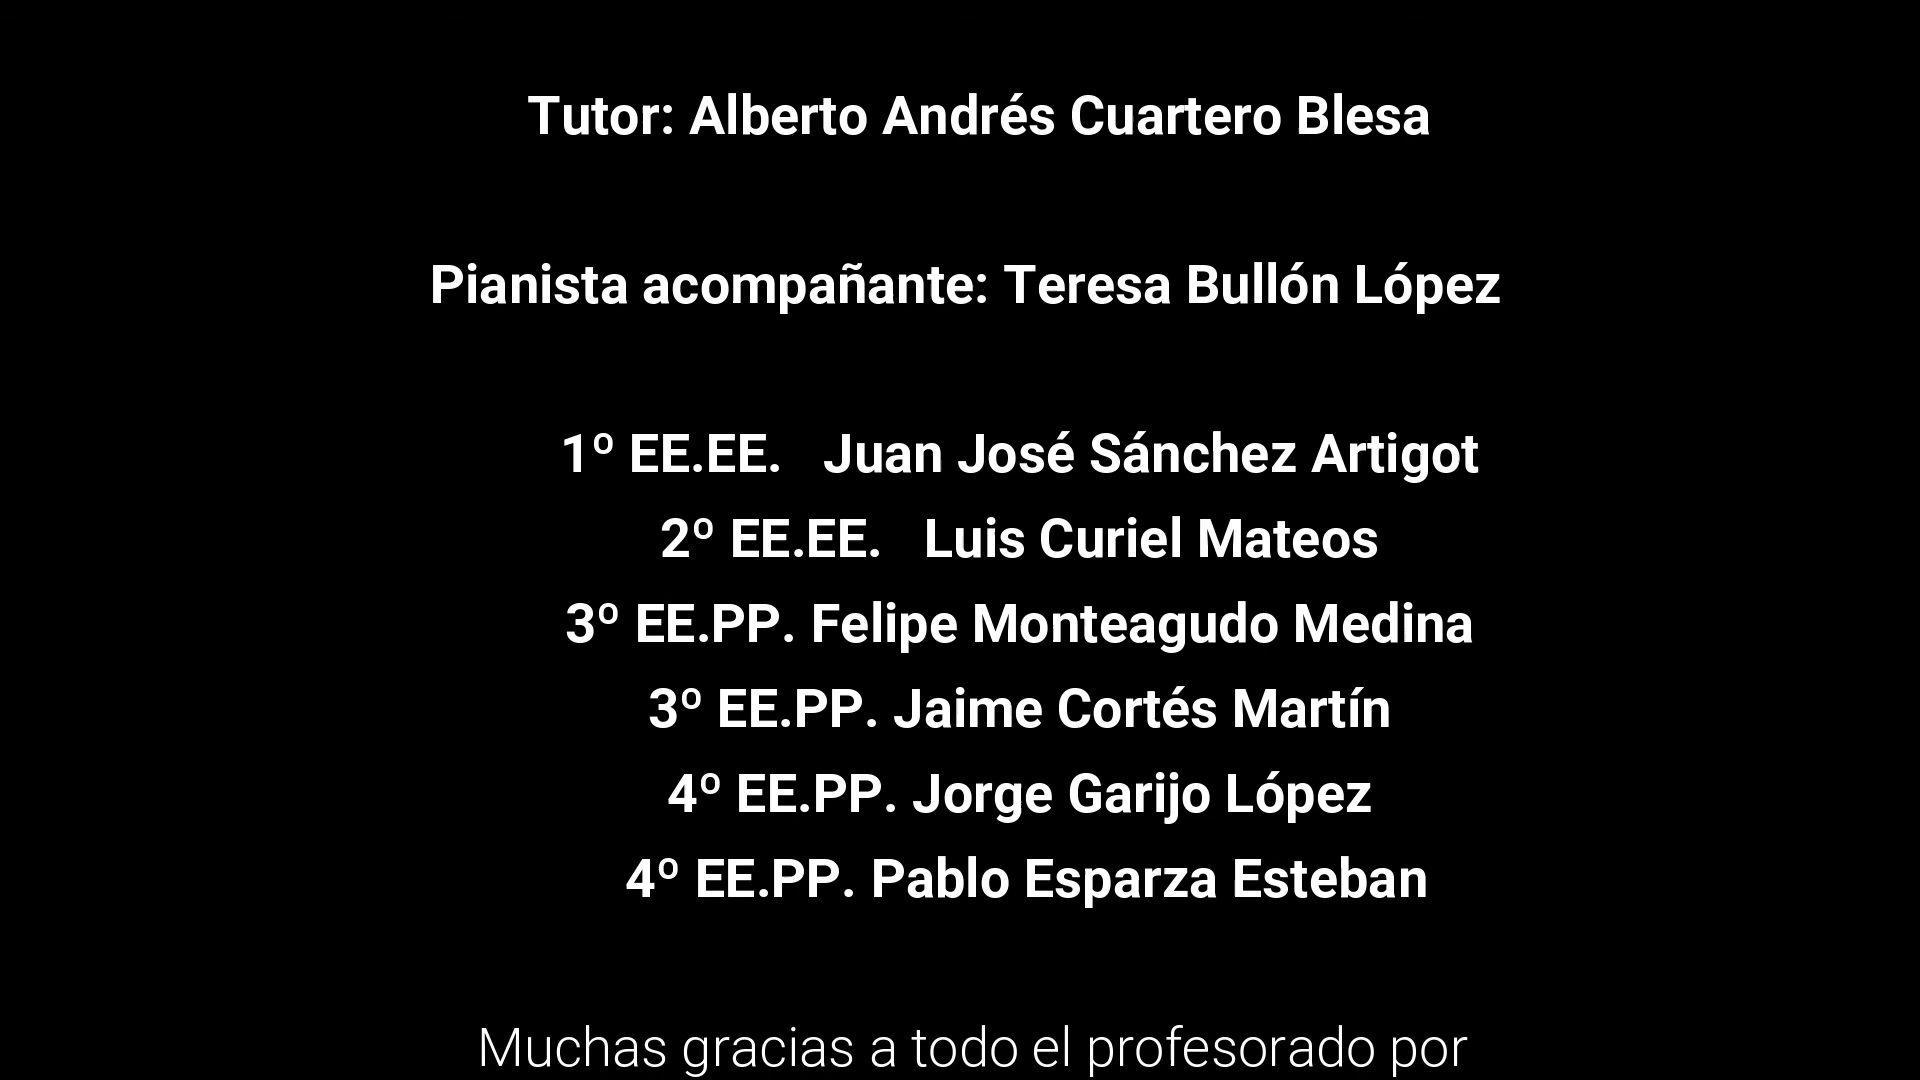 Tutor: Alberto Andrés Cuartero Blesa
Pianista acompañante: Teresa Bullón López
1º EE.EE. Juan José Sánchez Artigot
2º EE.EE. Luis Curiel Mateos
3º EE.PP. Felipe Monteagudo Medina
3º EE.PP. Jaime Cortés Martín
4º EE.PP. Jorge Garijo López
4º EE.PP. Pablo Esparza Esteban
Muchas gracias a todo el profesorado por